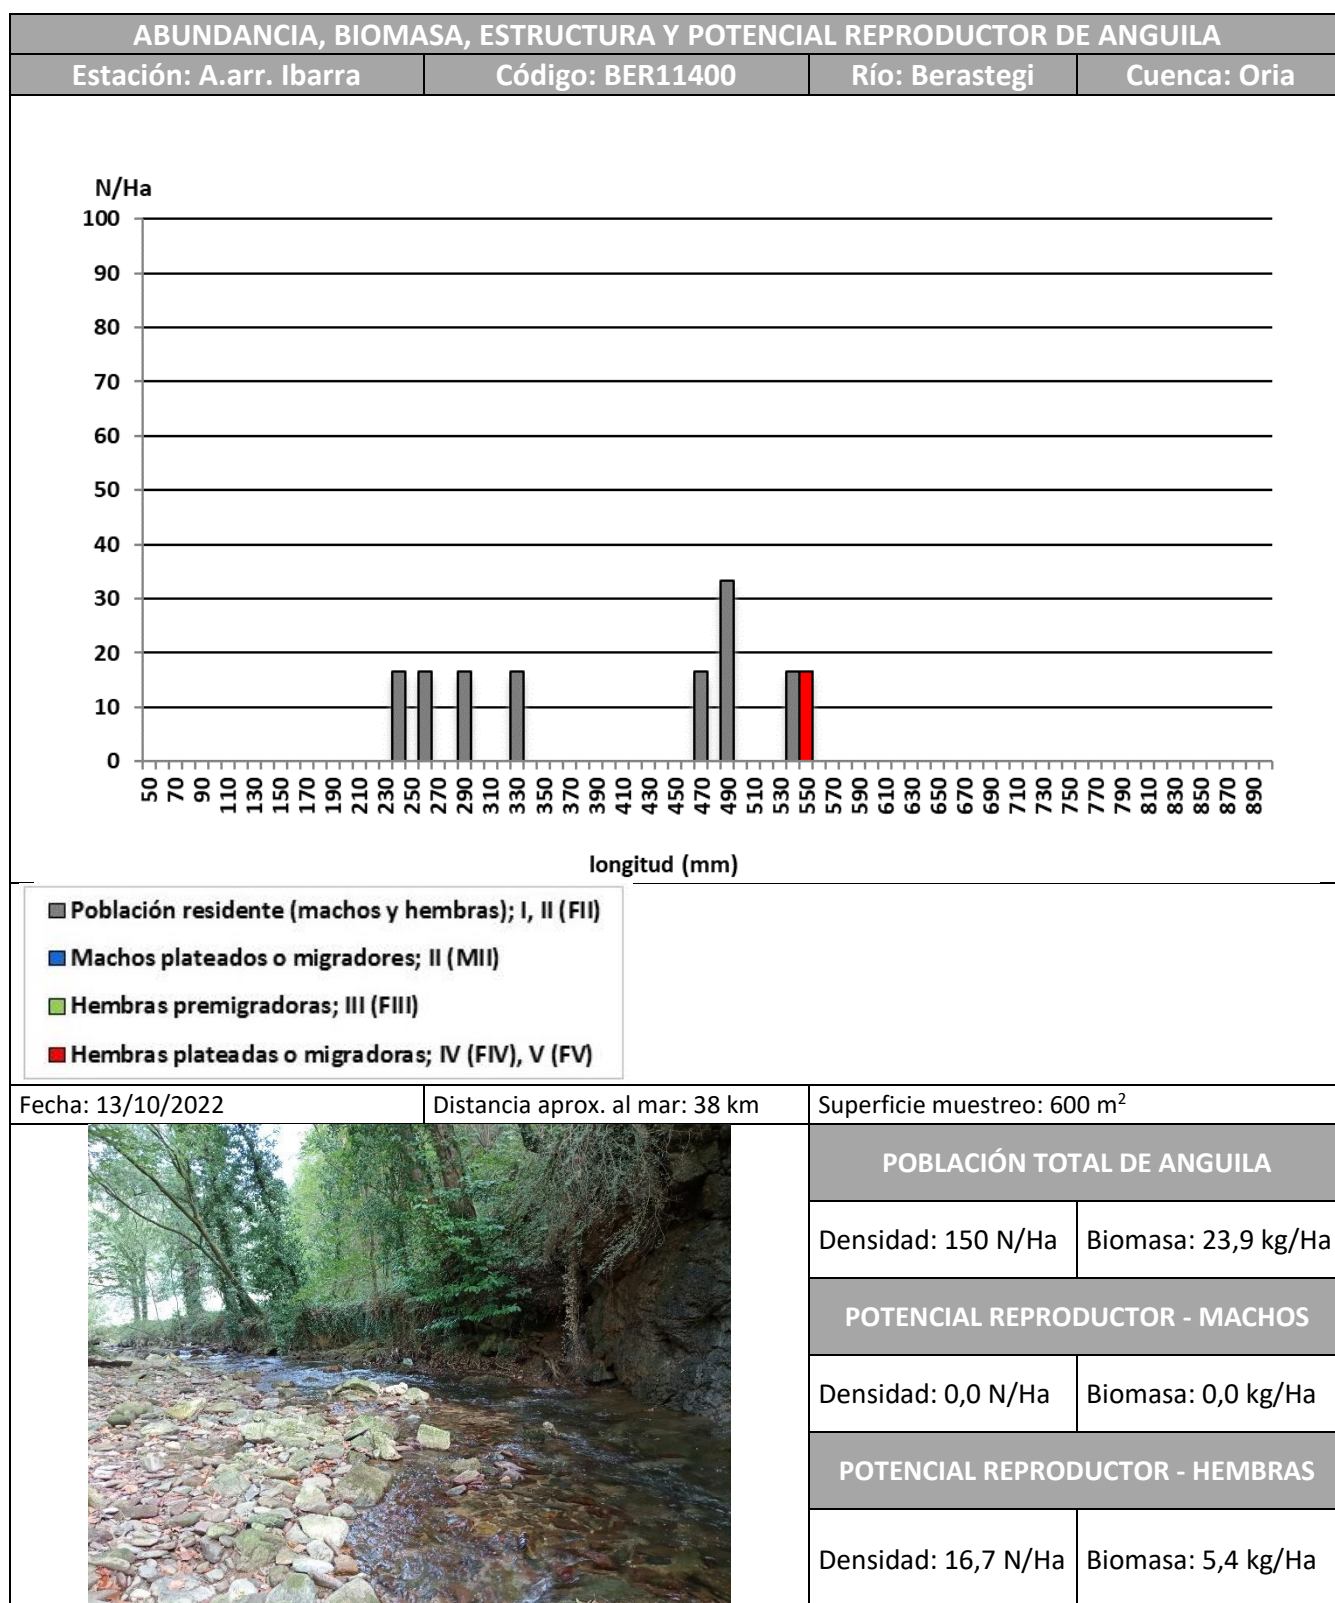 ABUNDANCIA, BIOMASA, ESTRUCTURA Y POTENCIAL REPRODUCTOR DE ANGUILA
Estación: A.arr. Ibarra Código: BER11400 Río: Berastegi Cuenca: Oria
N/Ha
100
90
80
70
60
50
40
30
20
10
0
50 70 90 110 130 150 170 190 210 230 250 270 290 310 330 350 370 390 410 430 450 470 490 510 530 550 570 590 610 630 650 670 690 710 730 750 770 790 810 830 850 870 890
longitud (mm)
Población residente (machos y hembras); I, II (FII)
Machos plateados o migradores; II (MII)
Hembras premigradoras; III (FIII)
Hembras plateadas o migradoras; IV (FIV), V (FV)
Fecha: 13/10/2022 Distancia aprox. al mar: 38 km Superficie muestreo: 600 m²
POBLACIÓN TOTAL DE ANGUILA
Densidad: 150 N/Ha Biomasa: 23,9 kg/Ha
POTENCIAL REPRODUCTOR - MACHOS
Densidad: 0,0 N/Ha Biomasa: 0,0 kg/Ha
POTENCIAL REPRODUCTOR - HEMBRAS
Densidad: 16,7 N/Ha Biomasa: 5,4 kg/Ha